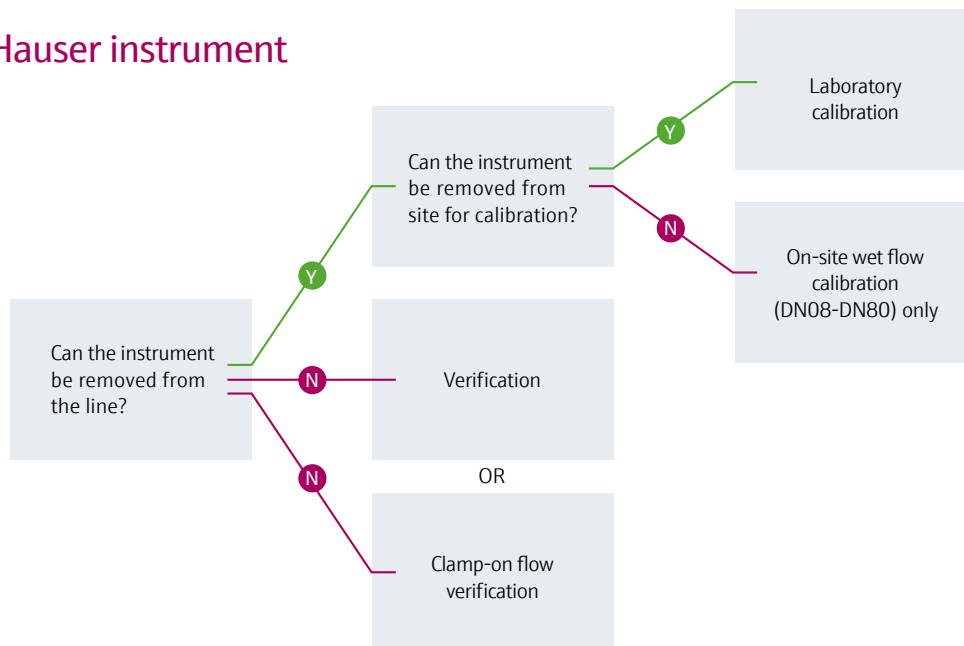 Hauser instrument
Laboratory
calibration
Y
Can the instrument
be removed from
site for calibration?
N
On-site wet flow
calibration
(DN08-DN80) only
Y
Can the instrument
be removed from
the line?
N
Verification
OR
N
Clamp-on flow
verification